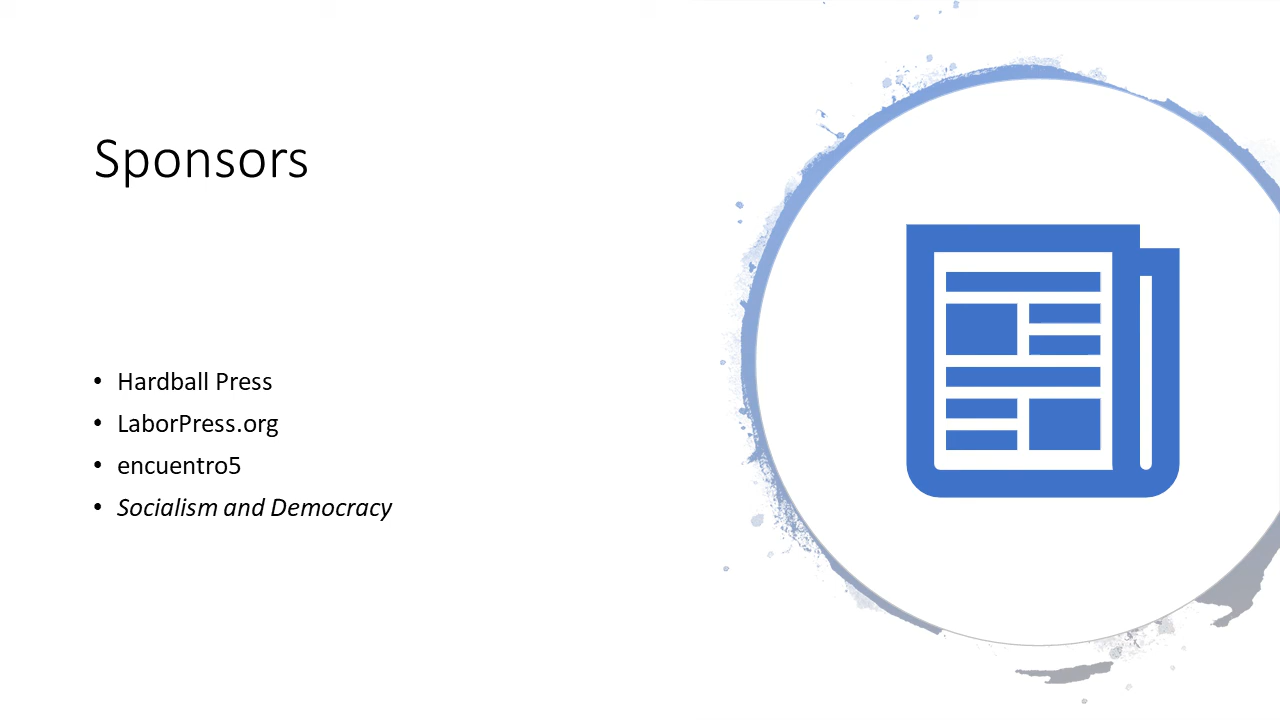 Sponsors
• Hardball Press
• LaborPress.org
• encuentro5
• Socialism and Democracy